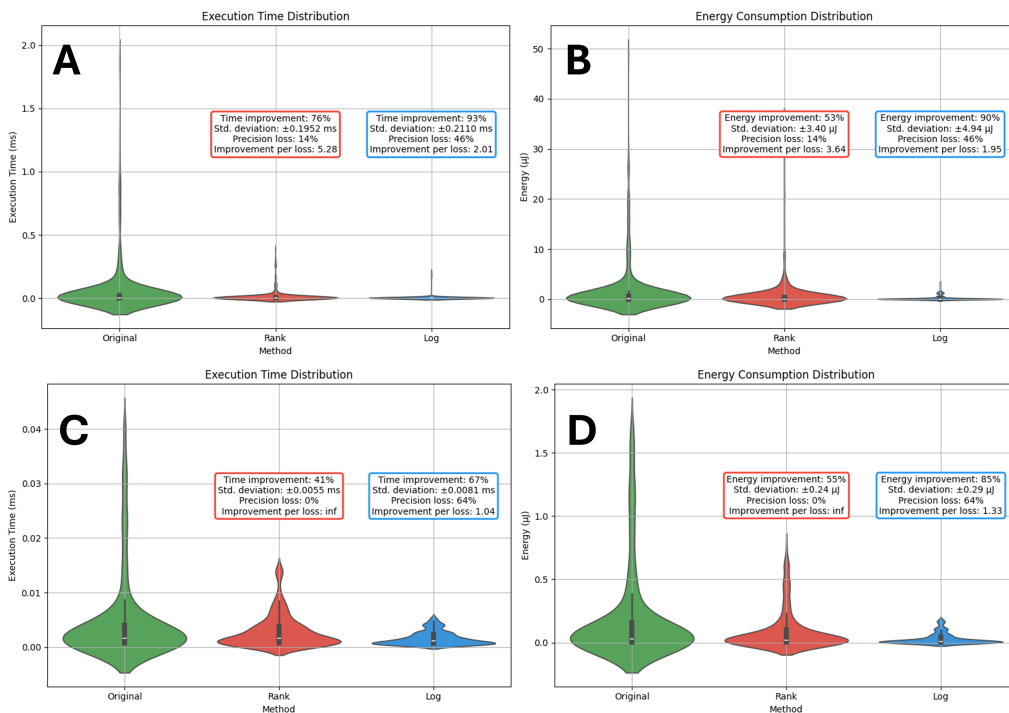 Execution Time Distribution
A
Execution Time (ms)
2.0
1.5
1.0
0.5
0.0
Time improvement: 76%
Std. deviation: ±0.1952 ms
Precision loss: 14%
Improvement per loss: 5.28
Time improvement: 93%
Std. deviation: ±0.2110 ms
Precision loss: 46%
Improvement per loss: 2.01
Original
Rank
Log
Method
Energy Consumption Distribution
B
Energy (µJ)
50
40
30
20
10
0
Energy improvement: 53%
Std. deviation: ±3.40 µJ
Precision loss: 14%
Improvement per loss: 3.64
Energy improvement: 90%
Std. deviation: ±4.94 µJ
Precision loss: 46%
Improvement per loss: 1.95
Original
Rank
Log
Method
Execution Time Distribution
C
Execution Time (ms)
0.04
0.03
0.02
0.01
0.00
Time improvement: 41%
Std. deviation: ±0.0055 ms
Precision loss: 0%
Improvement per loss: inf
Time improvement: 67%
Std. deviation: ±0.0081 ms
Precision loss: 64%
Improvement per loss: 1.04
Original
Rank
Log
Method
Energy Consumption Distribution
D
Energy (µJ)
2.0
1.5
1.0
0.5
0.0
Energy improvement: 55%
Std. deviation: ±0.24 µJ
Precision loss: 0%
Improvement per loss: inf
Energy improvement: 85%
Std. deviation: ±0.29 µJ
Precision loss: 64%
Improvement per loss: 1.33
Original
Rank
Log
Method